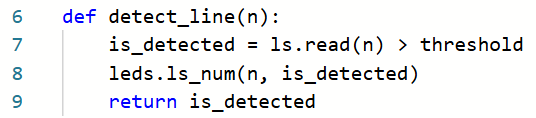 6 def detect_line(n):
7     is_detected = ls.read(n) > threshold
8     leds.ls_num(n, is_detected)
9     return is_detected